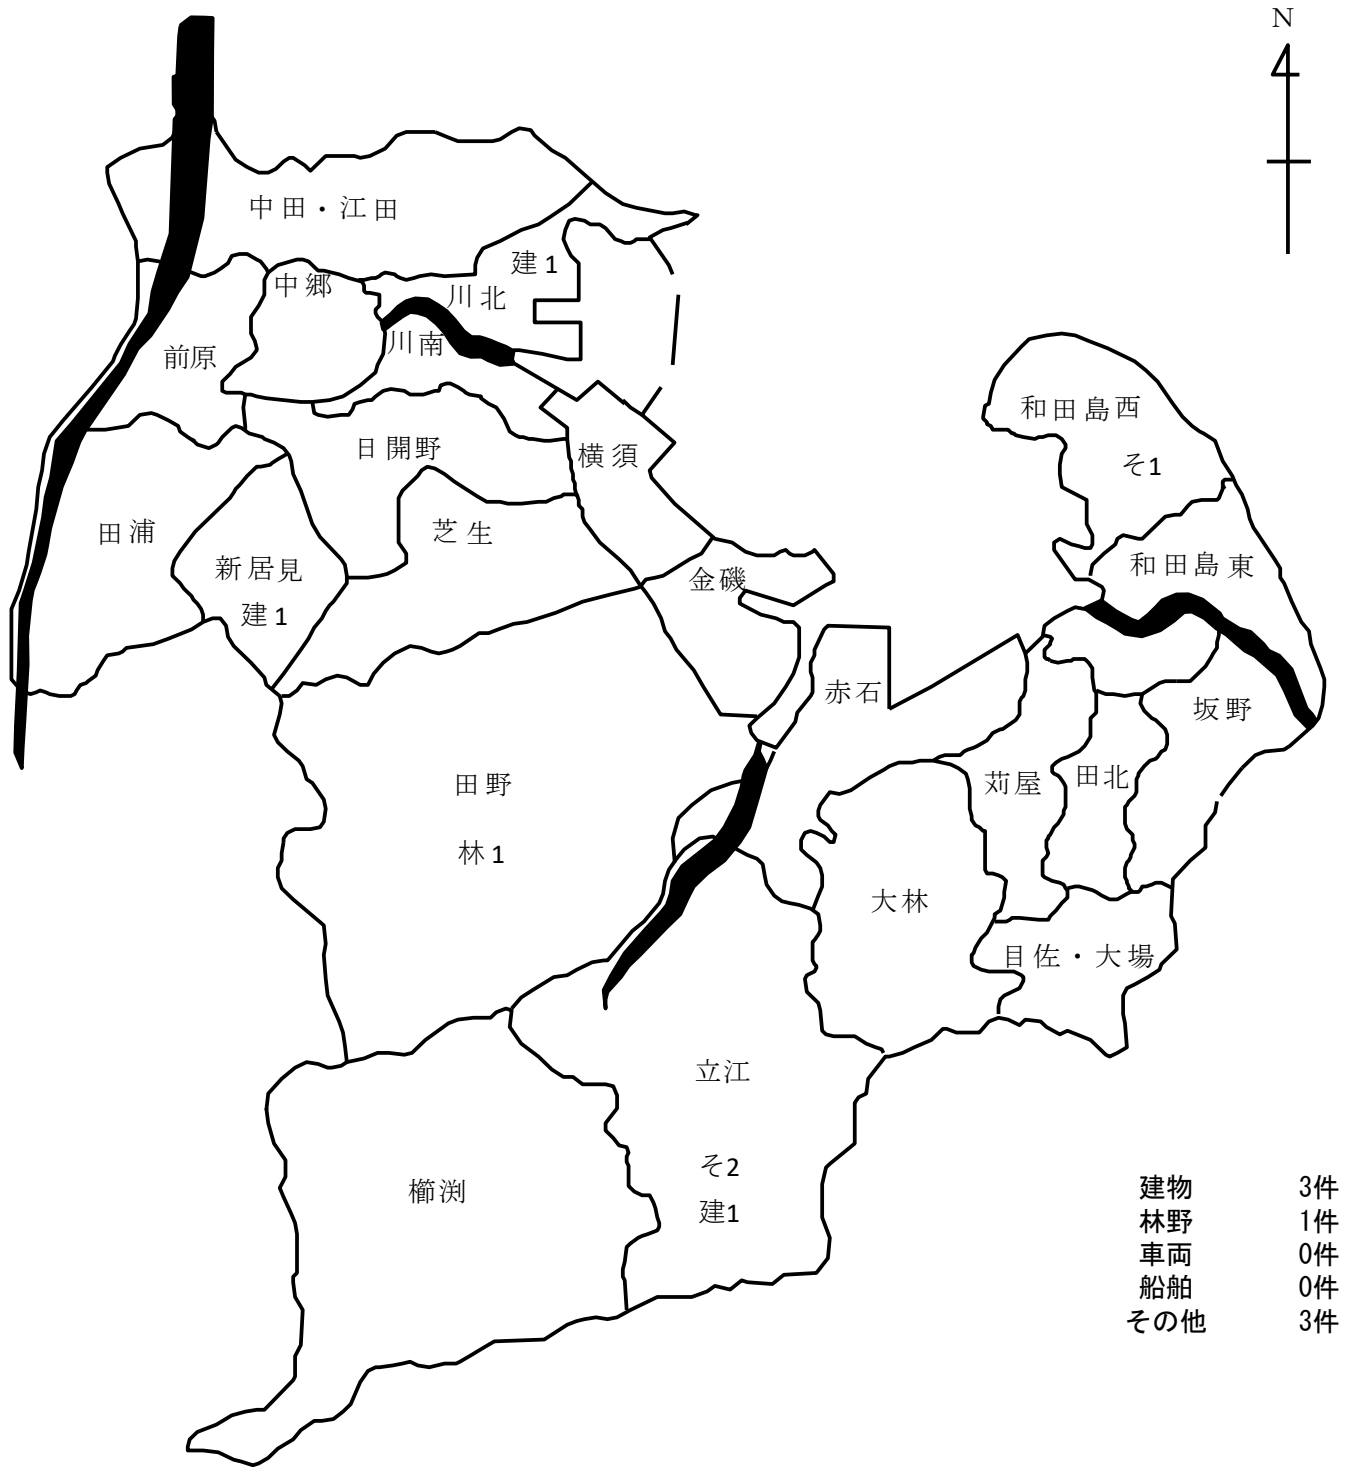 N
中田・江田
建1
中郷
川北
川南
前原
和田島西
日開野
横須
そ1
田浦
芝生
新居見
建1
金磯
和田島東
赤石
坂野
田野
苅屋
田北
林1
大林
目佐・大場
立江
そ2
建1
櫛渕
建物 3件
林野 1件
車両 0件
船舶 0件
その他 3件